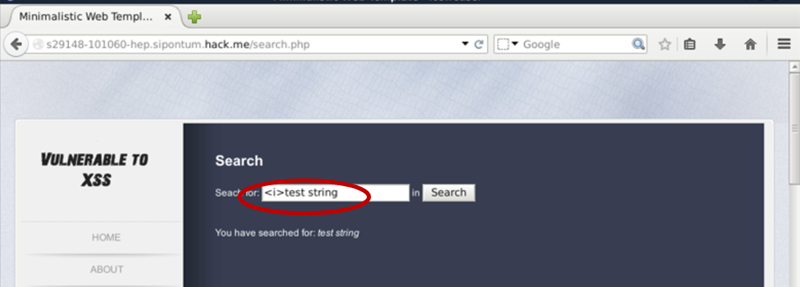 Minimalistic Web Templ...
s29148-101060-hep.sipontum.hack.me/search.php
Google
VULNERABLE TO
XSS
HOME
ABOUT
Search
for: <i>test string in Search
You have searched for: test string